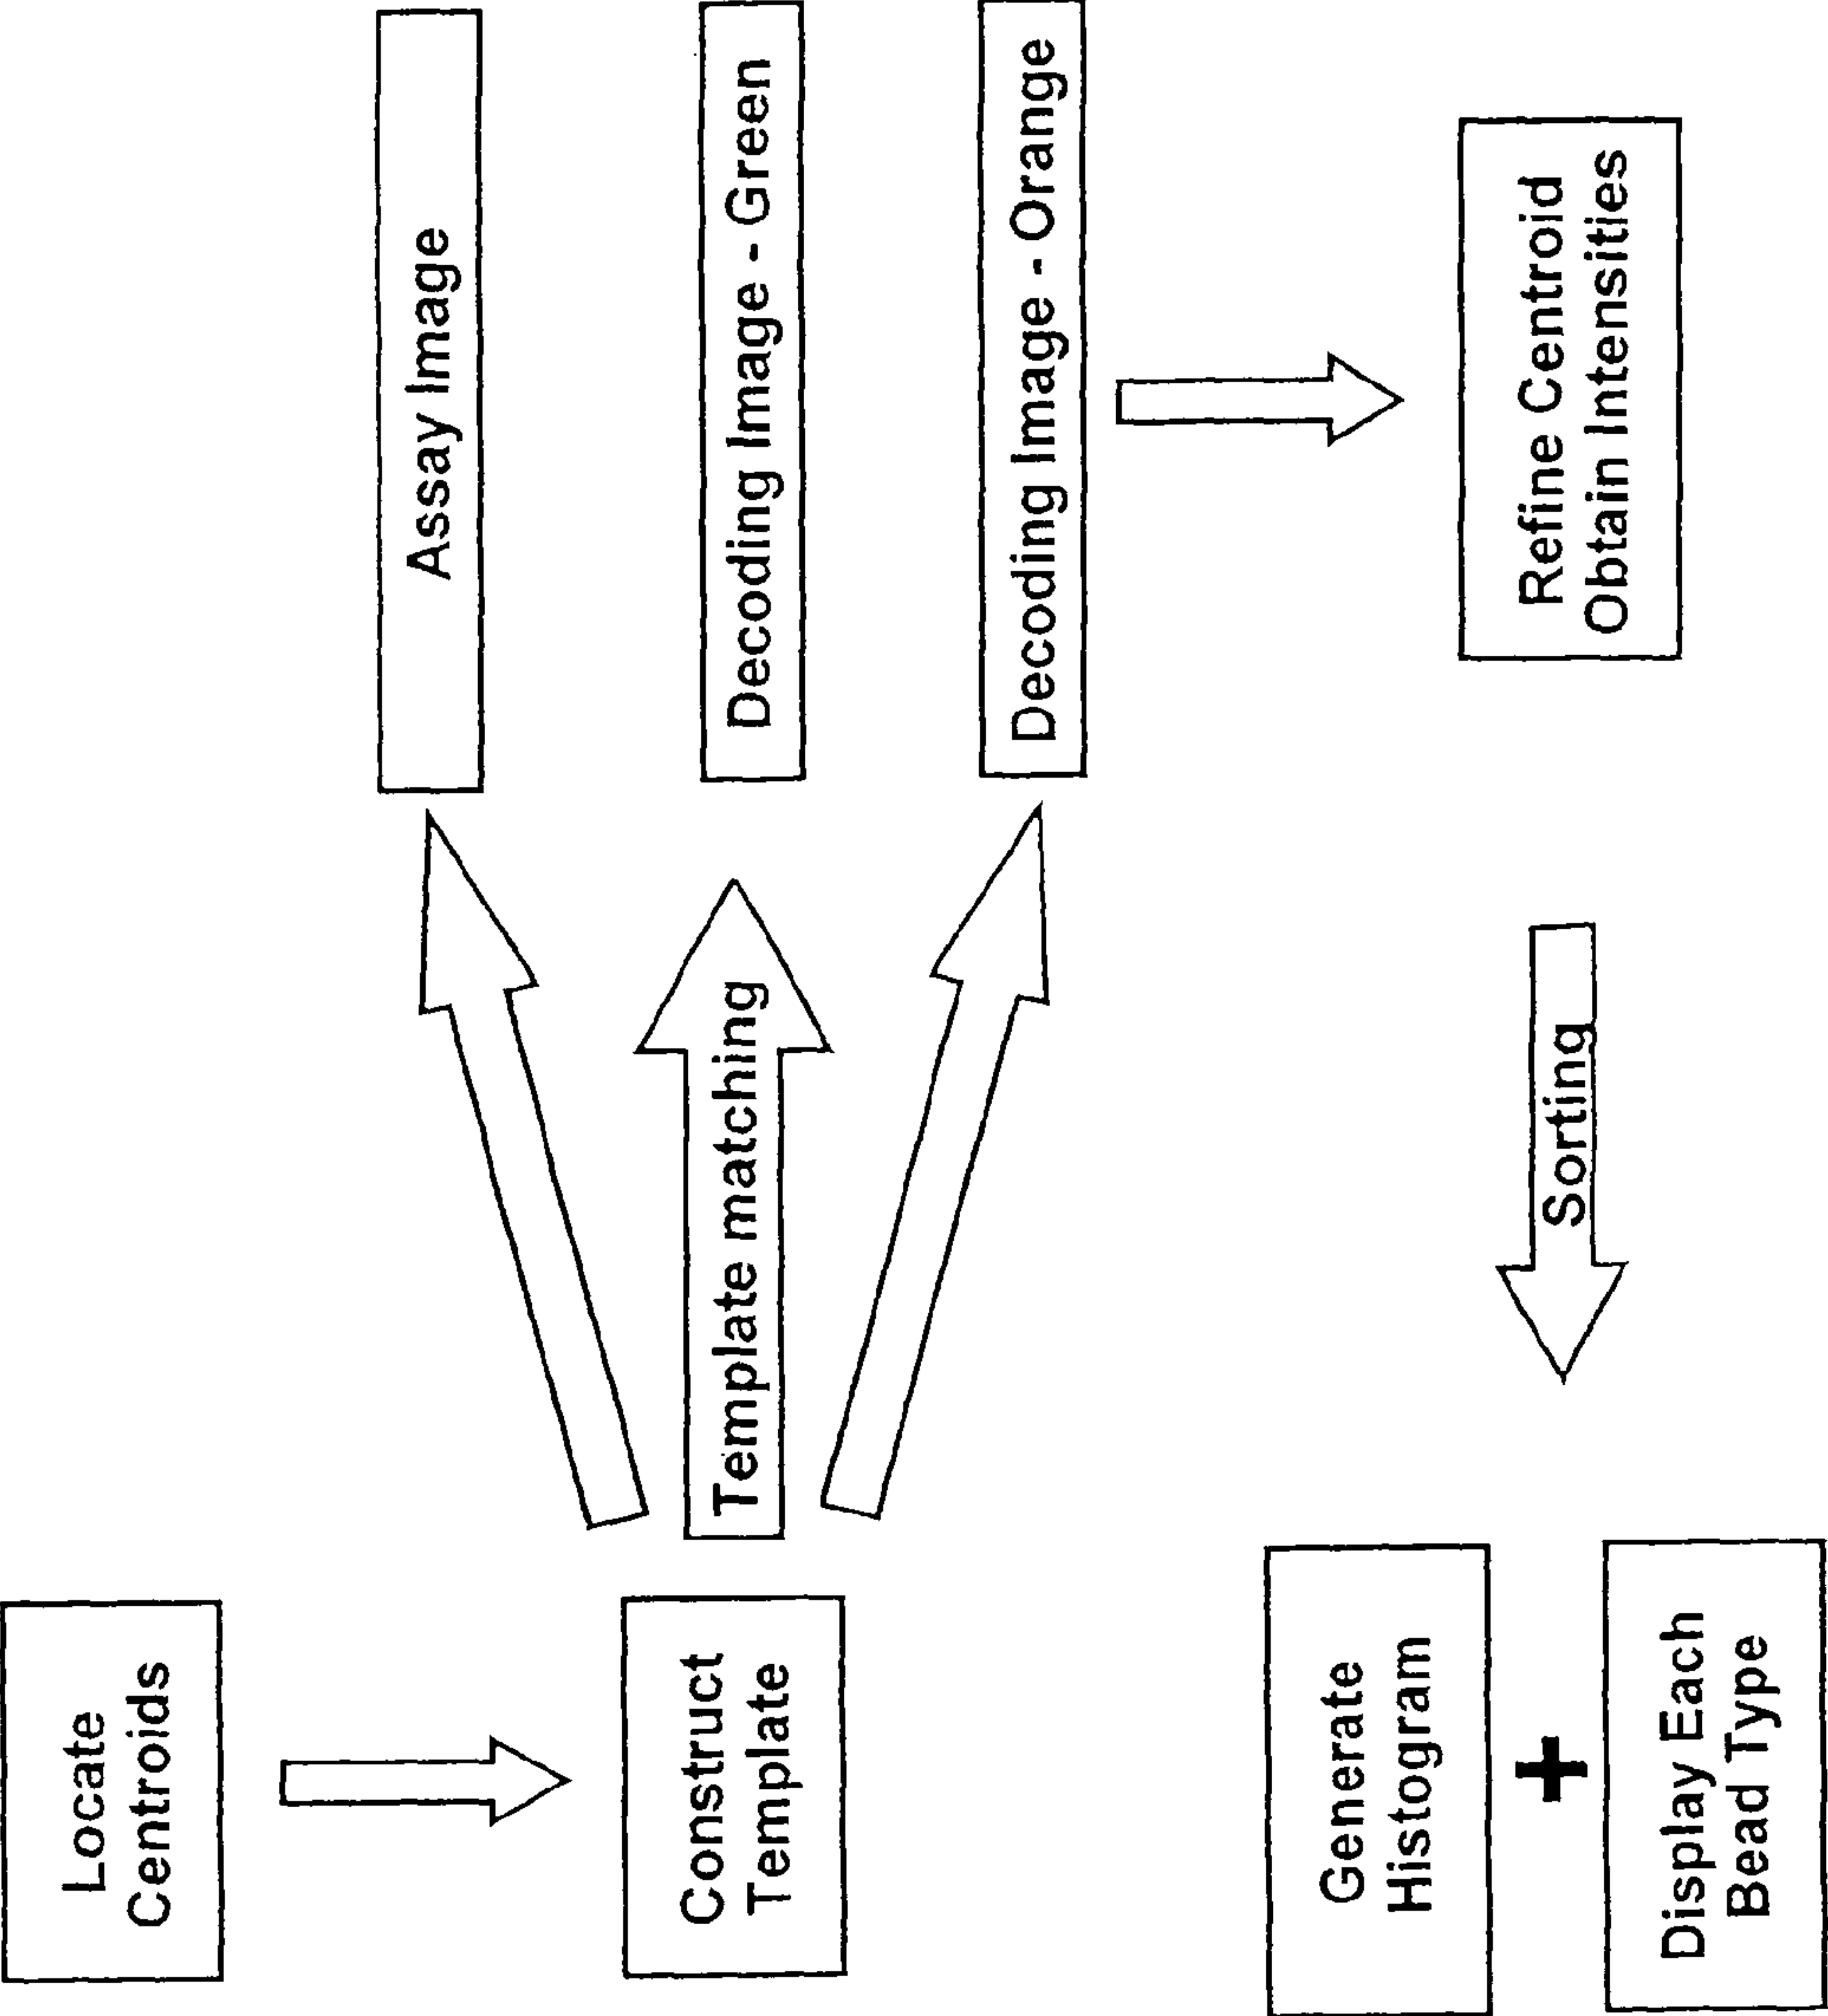 Locate
Centroids
Construct
Template
Template matching
Assay Image
Decoding Image - Green
Decoding Image - Orange
Refine Centroid
Obtain Intensities
Sorting
Generate
Histogram
+
Display Each
Bead Type